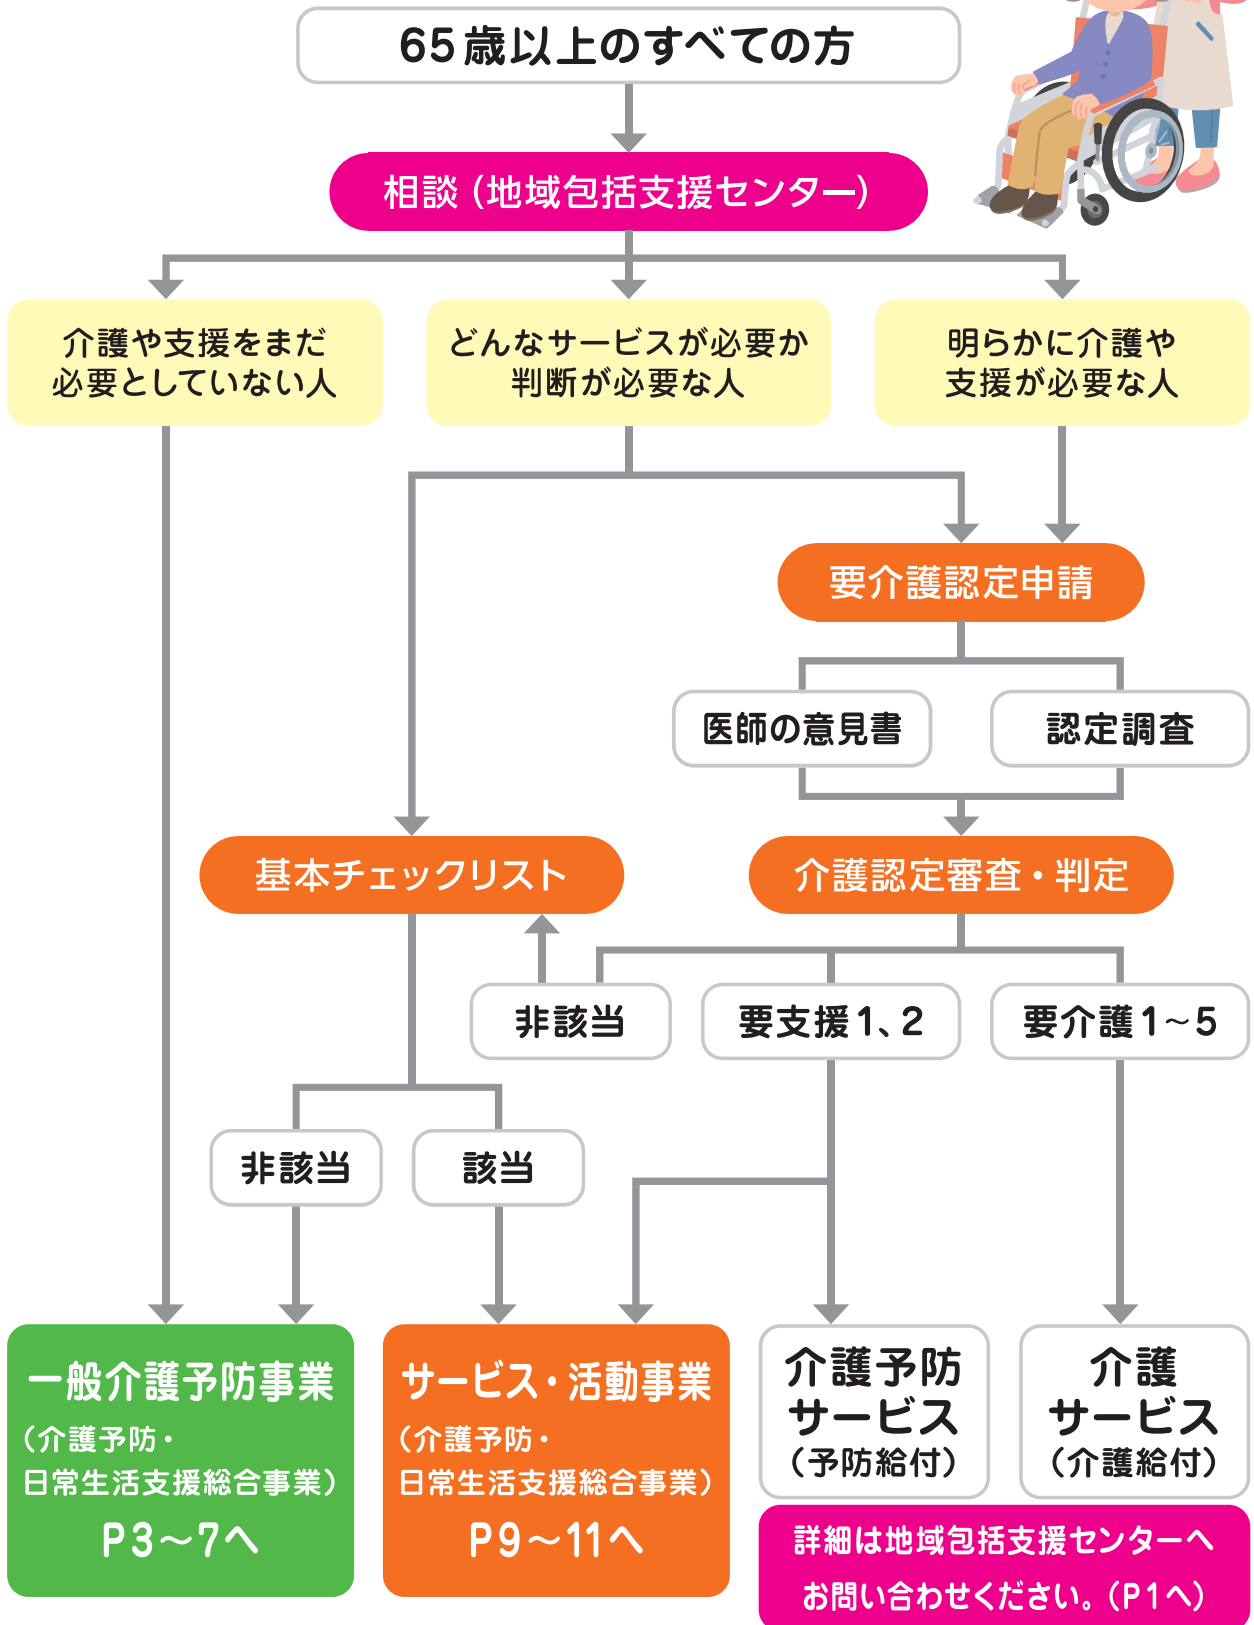 65歳以上のすべての方
相談（地域包括支援センター）
介護や支援をまだ
必要としていない人
どんなサービスが必要か
判断が必要な人
明らかに介護や
支援が必要な人
要介護認定申請
医師の意見書
認定調査
基本チェックリスト
介護認定審査・判定
非該当
要支援1、2
要介護1～5
非該当
該当
一般介護予防事業
（介護予防・
日常生活支援総合事業）
P3～7へ
サービス・活動事業
（介護予防・
日常生活支援総合事業）
P9～11へ
介護予防
サービス
（予防給付）
介護
サービス
（介護給付）
詳細は地域包括支援センターへ
お問い合わせください。（P1へ）